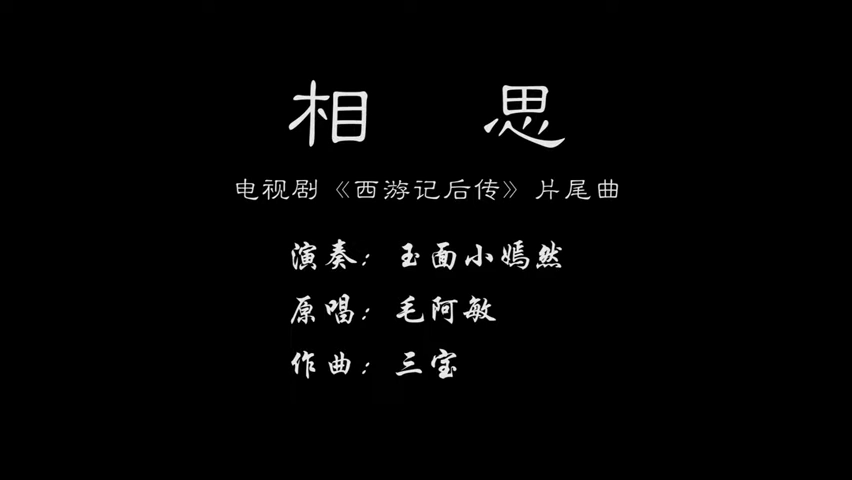 相 思
电视剧《西游记后传》片尾曲
演奏：玉面小嫣然
原唱：毛阿敏
作曲：三宝